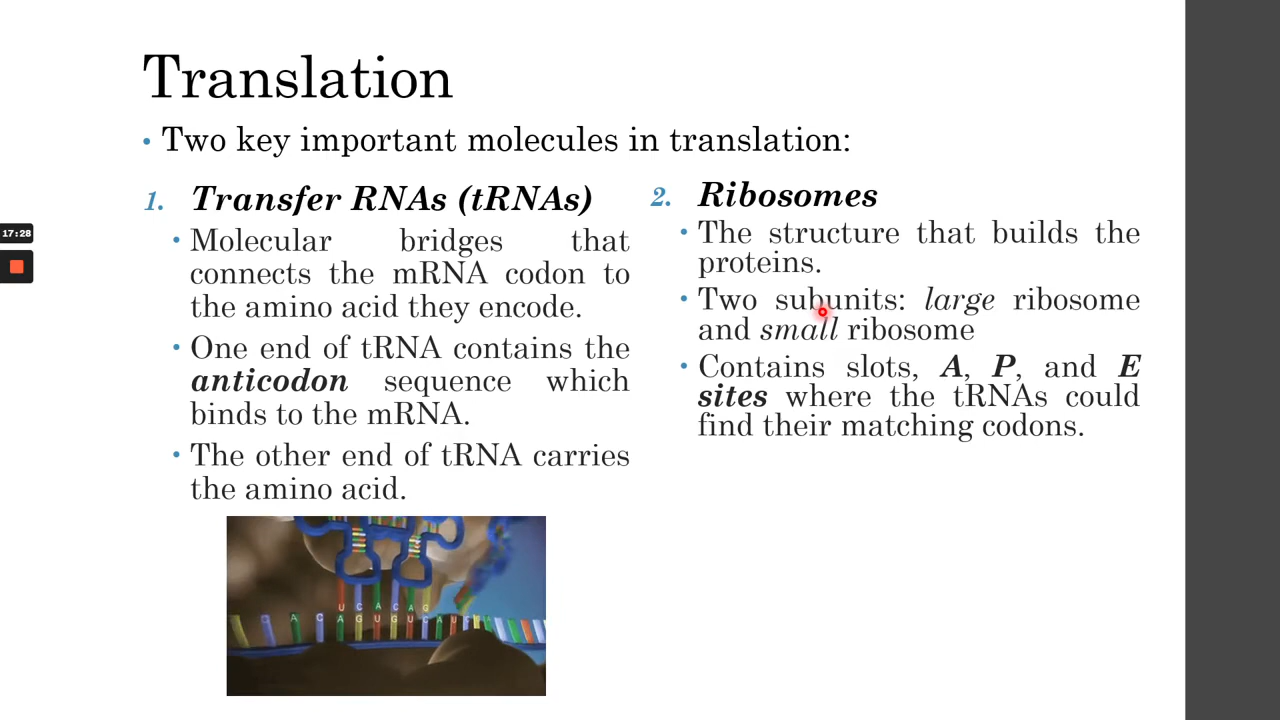 Translation
• Two key important molecules in translation:
1. Transfer RNAs (tRNAs)
• Molecular bridges that
connects the mRNA codon to
the amino acid they encode.
• One end of tRNA contains the
anticodon sequence which
binds to the mRNA.
• The other end of tRNA carries
the amino acid.
2. Ribosomes
• The structure that builds the
proteins.
• Two subunits: large ribosome
and small ribosome
• Contains slots, A, P, and E
sites where the tRNAs could
find their matching codons.
17:28
U C A C A G
C A C A G U G U C A U C